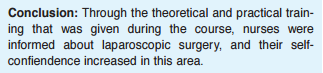 Conclusion: Through the theoretical and practical train-
ing that was given during the course, nurses were
informed about laparoscopic surgery, and their self-
confiendence increased in this area.